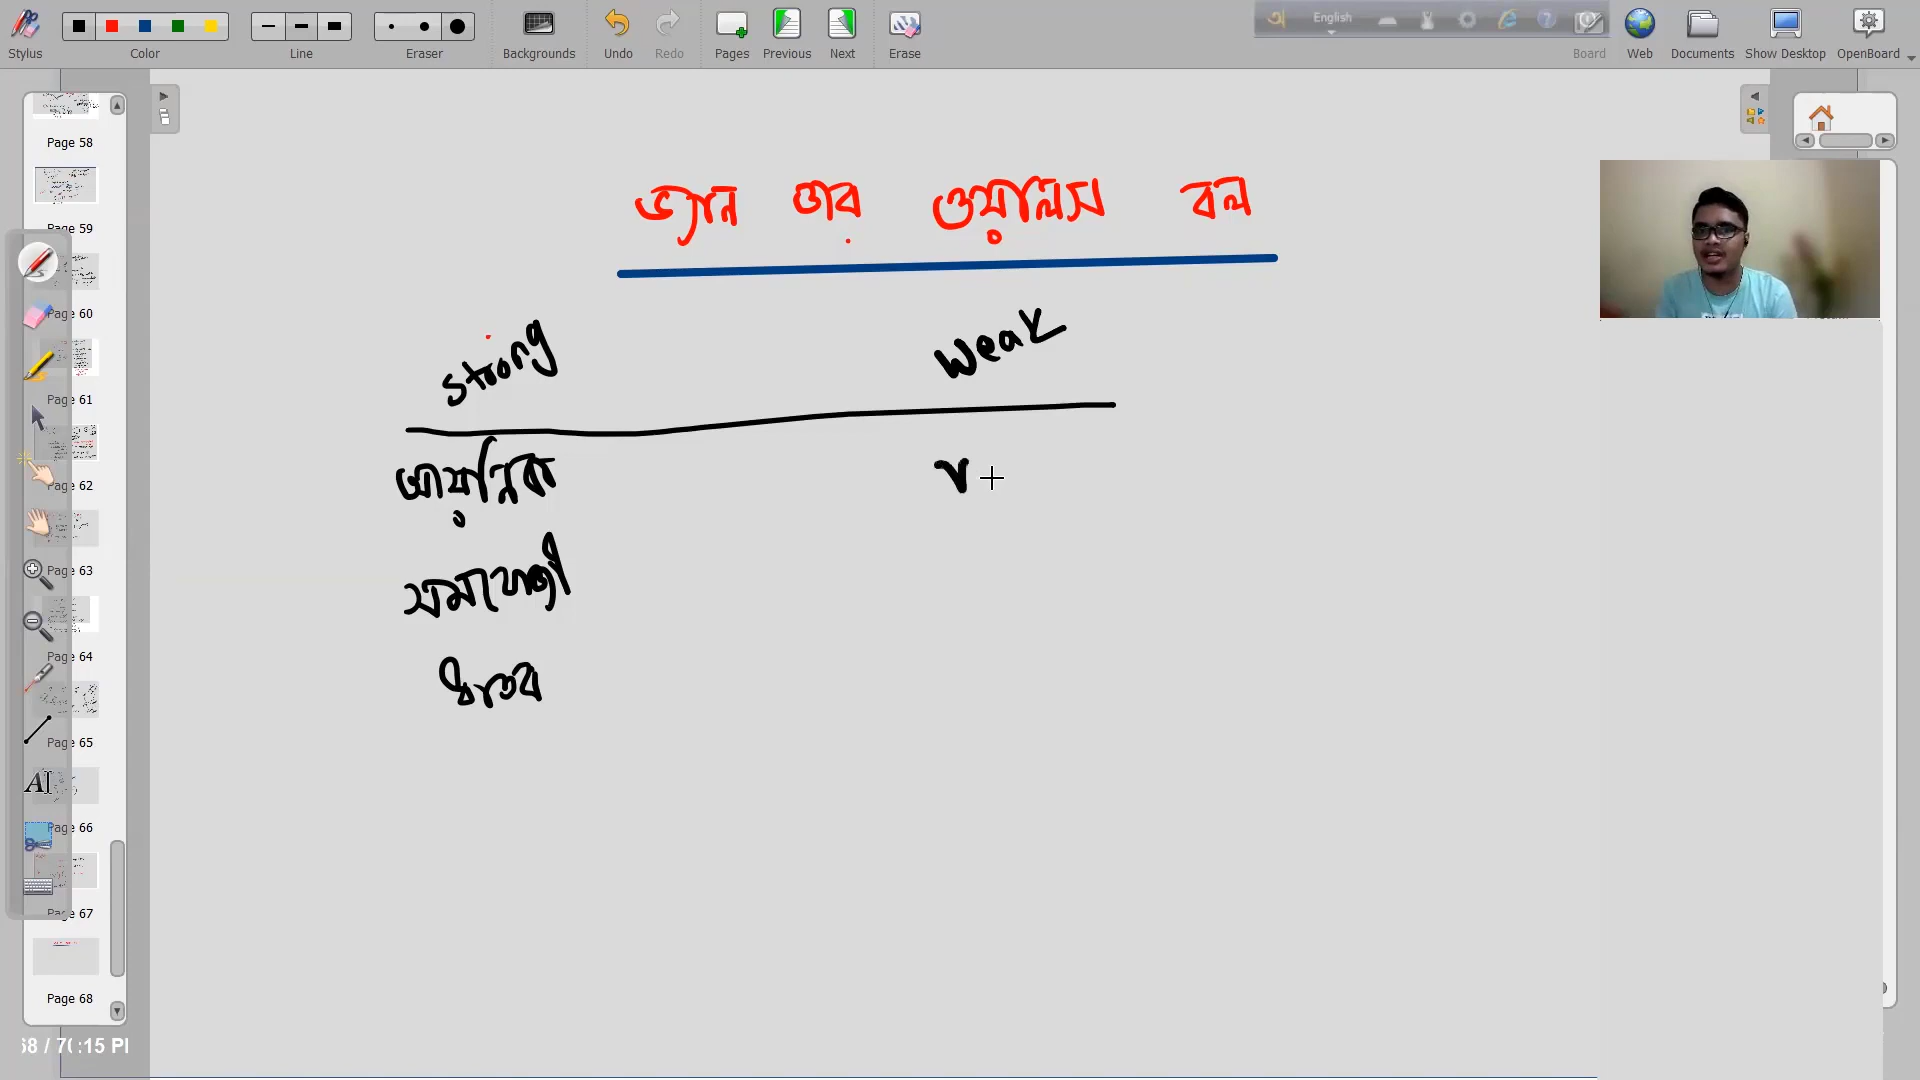 Stylus Color Line Eraser Backgrounds Undo Redo Pages Previous Next Erase
English
Board Web Documents Show Desktop OpenBoard
Page 58
Page 59
Page 60
Page 61
Page 62
Page 63
Page 64
Page 65
Page 66
Page 67
Page 68
ভ্যান ডার ওয়ালস বল
strong weak
আয়নিক v
সমযোজী
ধাতব